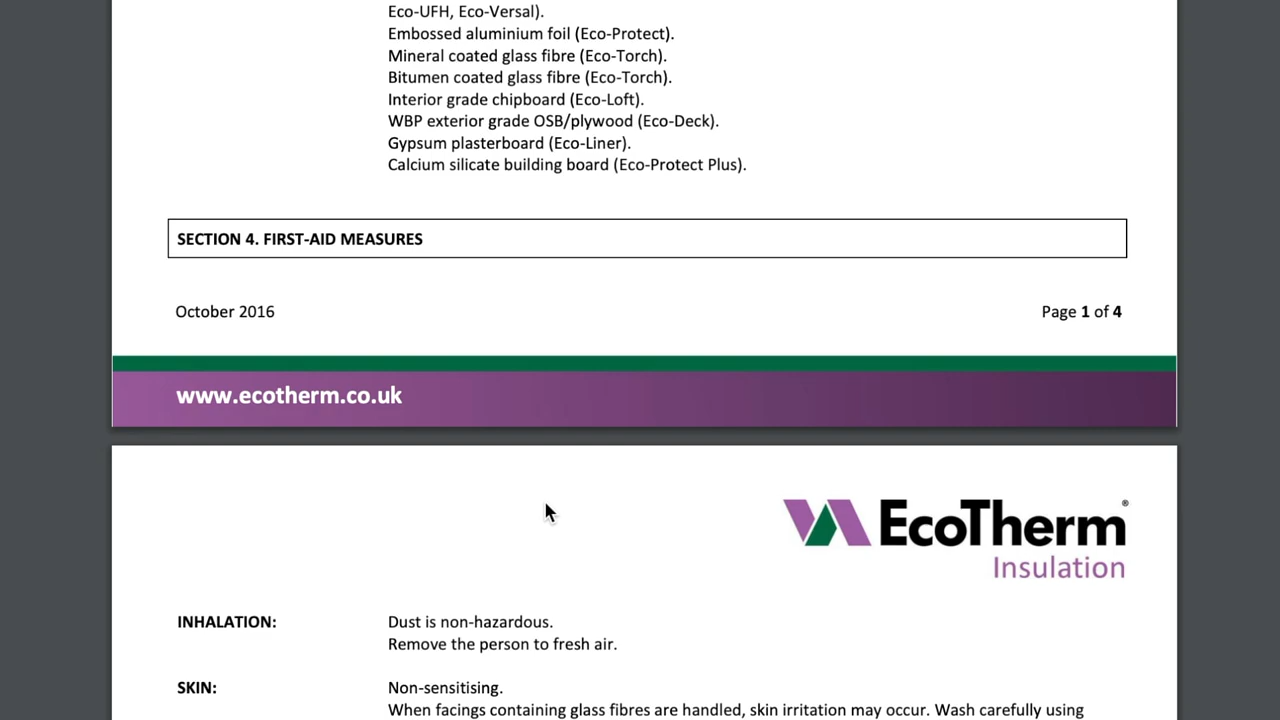 Eco-UFH, Eco-Versal).
Embossed aluminium foil (Eco-Protect).
Mineral coated glass fibre (Eco-Torch).
Bitumen coated glass fibre (Eco-Torch).
Interior grade chipboard (Eco-Loft).
WBP exterior grade OSB/plywood (Eco-Deck).
Gypsum plasterboard (Eco-Liner).
Calcium silicate building board (Eco-Protect Plus).
SECTION 4. FIRST-AID MEASURES
October 2016 Page 1 of 4
www.ecotherm.co.uk
EcoTherm®
Insulation
INHALATION: Dust is non-hazardous.
Remove the person to fresh air.
SKIN: Non-sensitising.
When facings containing glass fibres are handled, skin irritation may occur. Wash carefully using